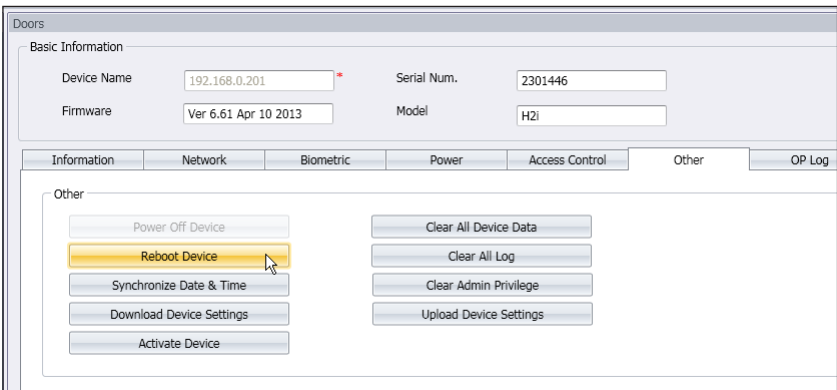 Doors
Basic Information
Device Name 192.168.0.201 * Serial Num. 2301446
Firmware Ver 6.61 Apr 10 2013 Model H2i
Information Network Biometric Power Access Control Other OP Log
Other
Power Off Device Clear All Device Data
Reboot Device Clear All Log
Synchronize Date & Time Clear Admin Privilege
Download Device Settings Upload Device Settings
Activate Device